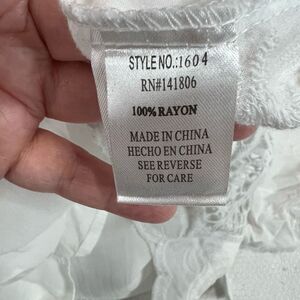 STYLE NO.:1604
RN#141806
100% RAYON
MADE IN CHINA
HECHO EN CHINA
SEE REVERSE
FOR CARE